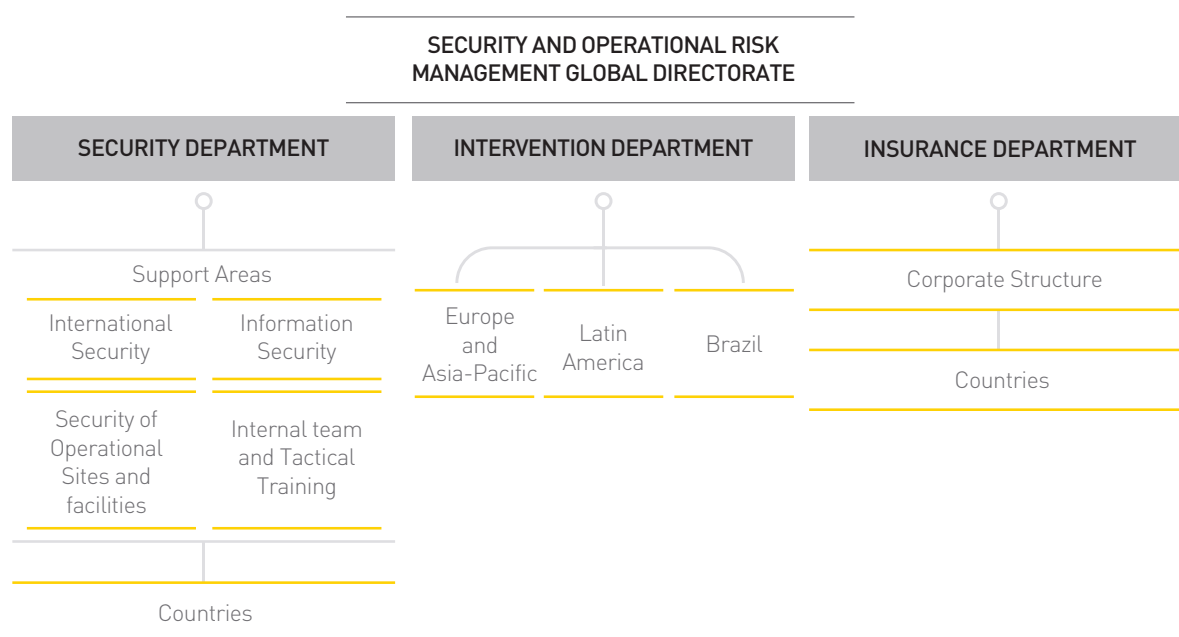 SECURITY AND OPERATIONAL RISK
MANAGEMENT GLOBAL DIRECTORATE
SECURITY DEPARTMENT
Support Areas
International
Security
Information
Security
Security of
Operational
Sites and
facilities
Internal team
and Tactical
Training
Countries
INTERVENTION DEPARTMENT
Europe
and
Asia-Pacific
Latin
America
Brazil
INSURANCE DEPARTMENT
Corporate Structure
Countries